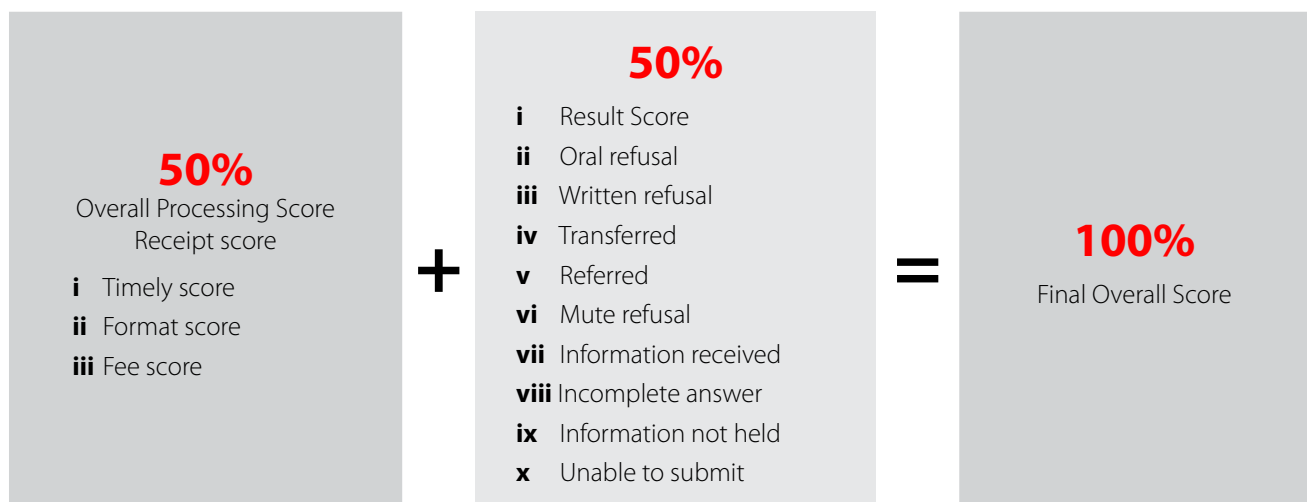 50%
Overall Processing Score
Receipt score
i Timely score
ii Format score
iii Fee score
+
50%
i Result Score
ii Oral refusal
iii Written refusal
iv Transferred
v Referred
vi Mute refusal
vii Information received
viii Incomplete answer
ix Information not held
x Unable to submit
=
100%
Final Overall Score